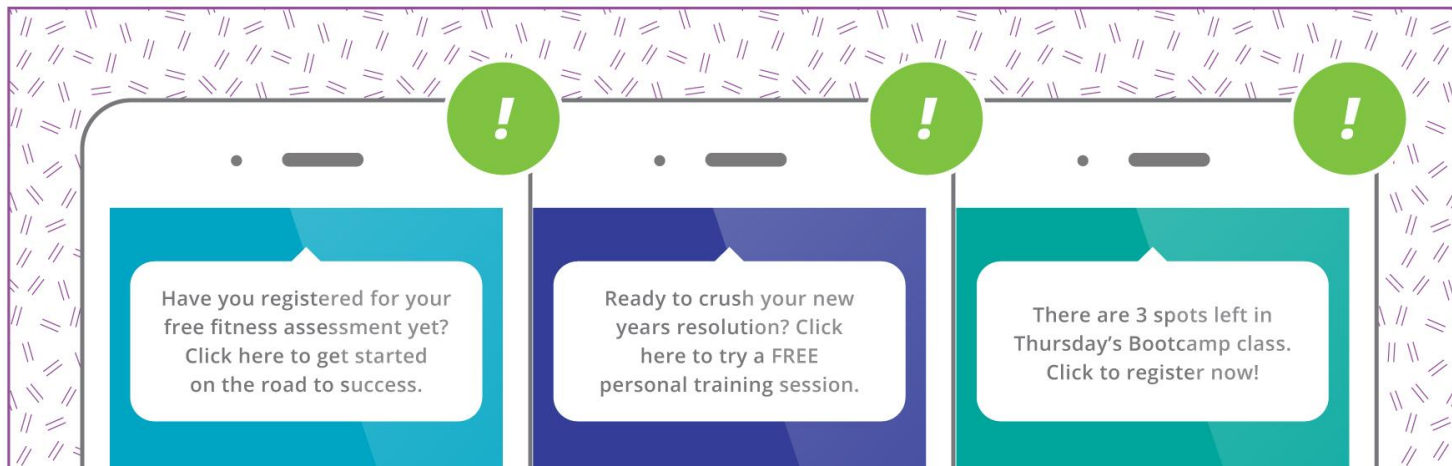 !
!
!
Have you registered for your
free fitness assessment yet?
Click here to get started
on the road to success.
Ready to crush your new
years resolution? Click
here to try a FREE
personal training session.
There are 3 spots left in
Thursday's Bootcamp class.
Click to register now!